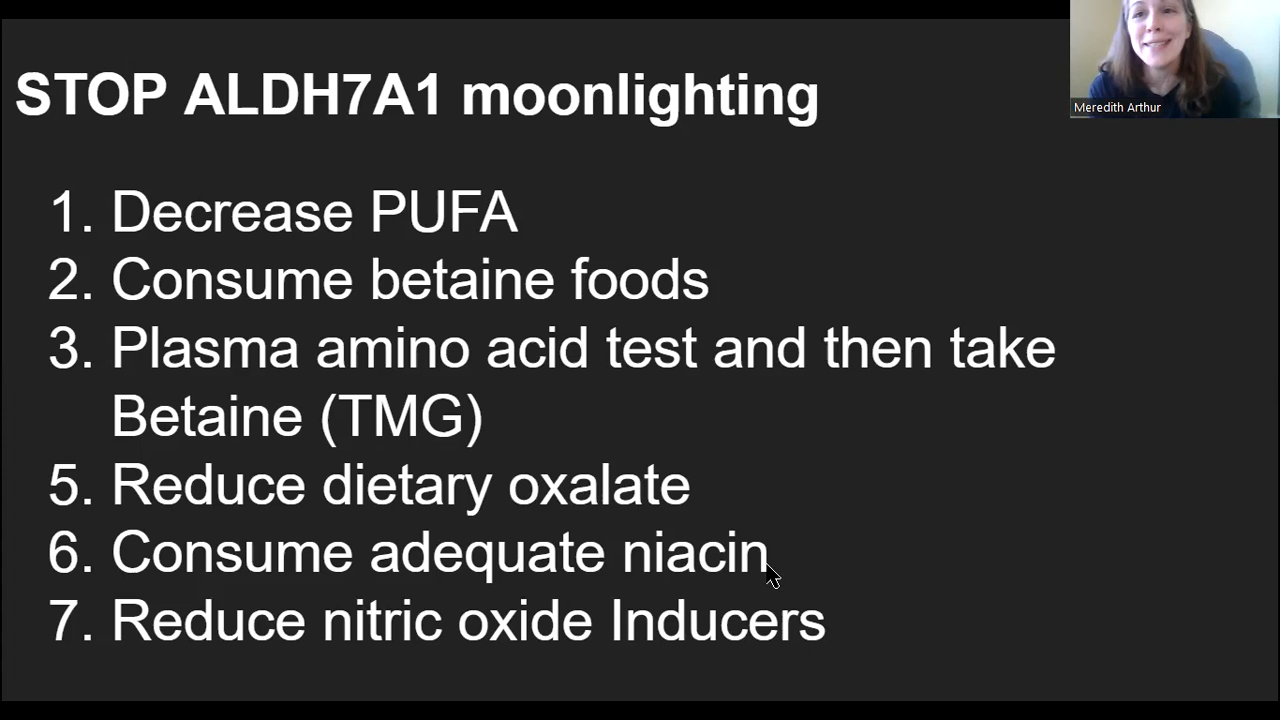 STOP ALDH7A1 moonlighting
Meredith Arthur
1. Decrease PUFA
2. Consume betaine foods
3. Plasma amino acid test and then take
Betaine (TMG)
5. Reduce dietary oxalate
6. Consume adequate niacin
7. Reduce nitric oxide Inducers